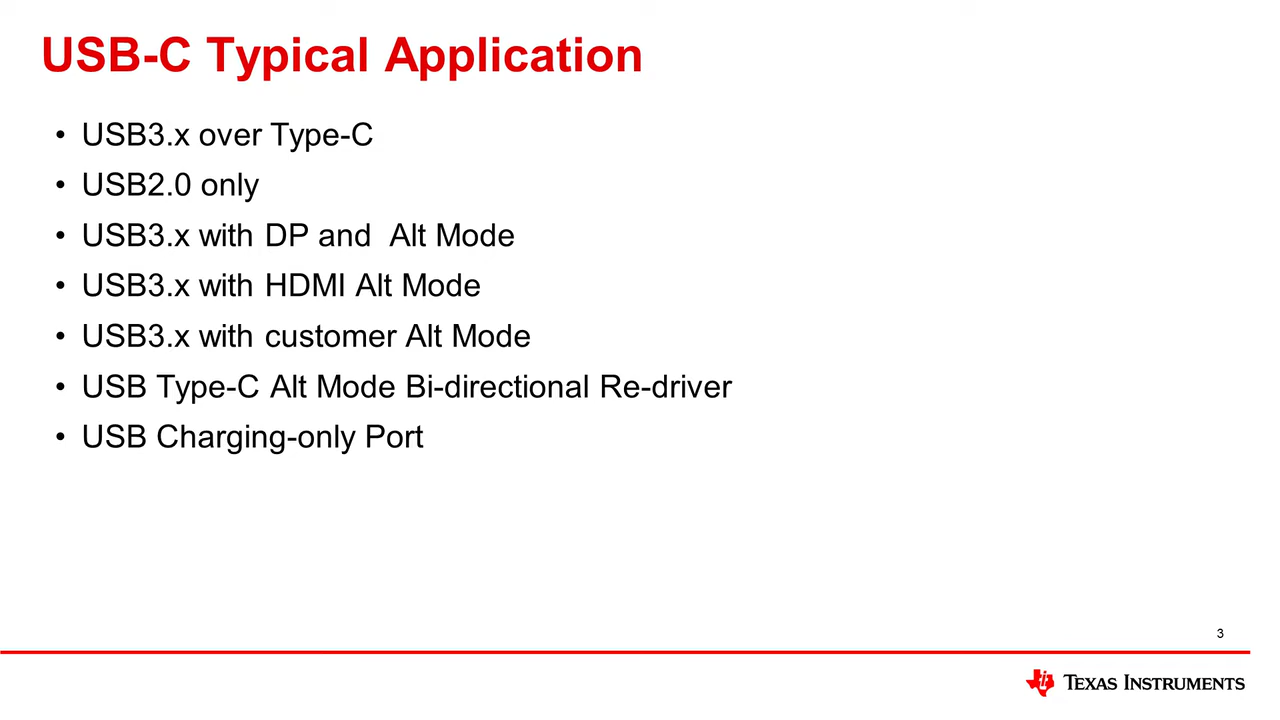 USB-C Typical Application
• USB3.x over Type-C
• USB2.0 only
• USB3.x with DP and  Alt Mode
• USB3.x with HDMI Alt Mode
• USB3.x with customer Alt Mode
• USB Type-C Alt Mode Bi-directional Re-driver
• USB Charging-only Port
3
TEXAS INSTRUMENTS